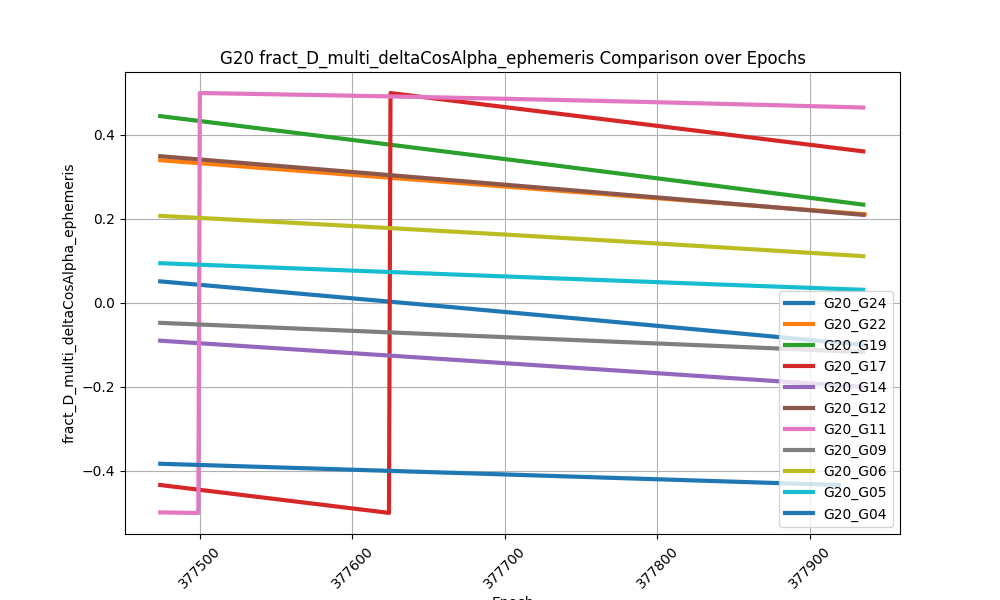 G20 fract_D_multi_deltaCosAlpha_ephemeris Comparison over Epochs
fract_D_multi_deltaCosAlpha_ephemeris
0.4
0.2
0.0
−0.2
−0.4
377500
377600
377700
377800
377900
Epoch
G20_G24
G20_G22
G20_G19
G20_G17
G20_G14
G20_G12
G20_G11
G20_G09
G20_G06
G20_G05
G20_G04